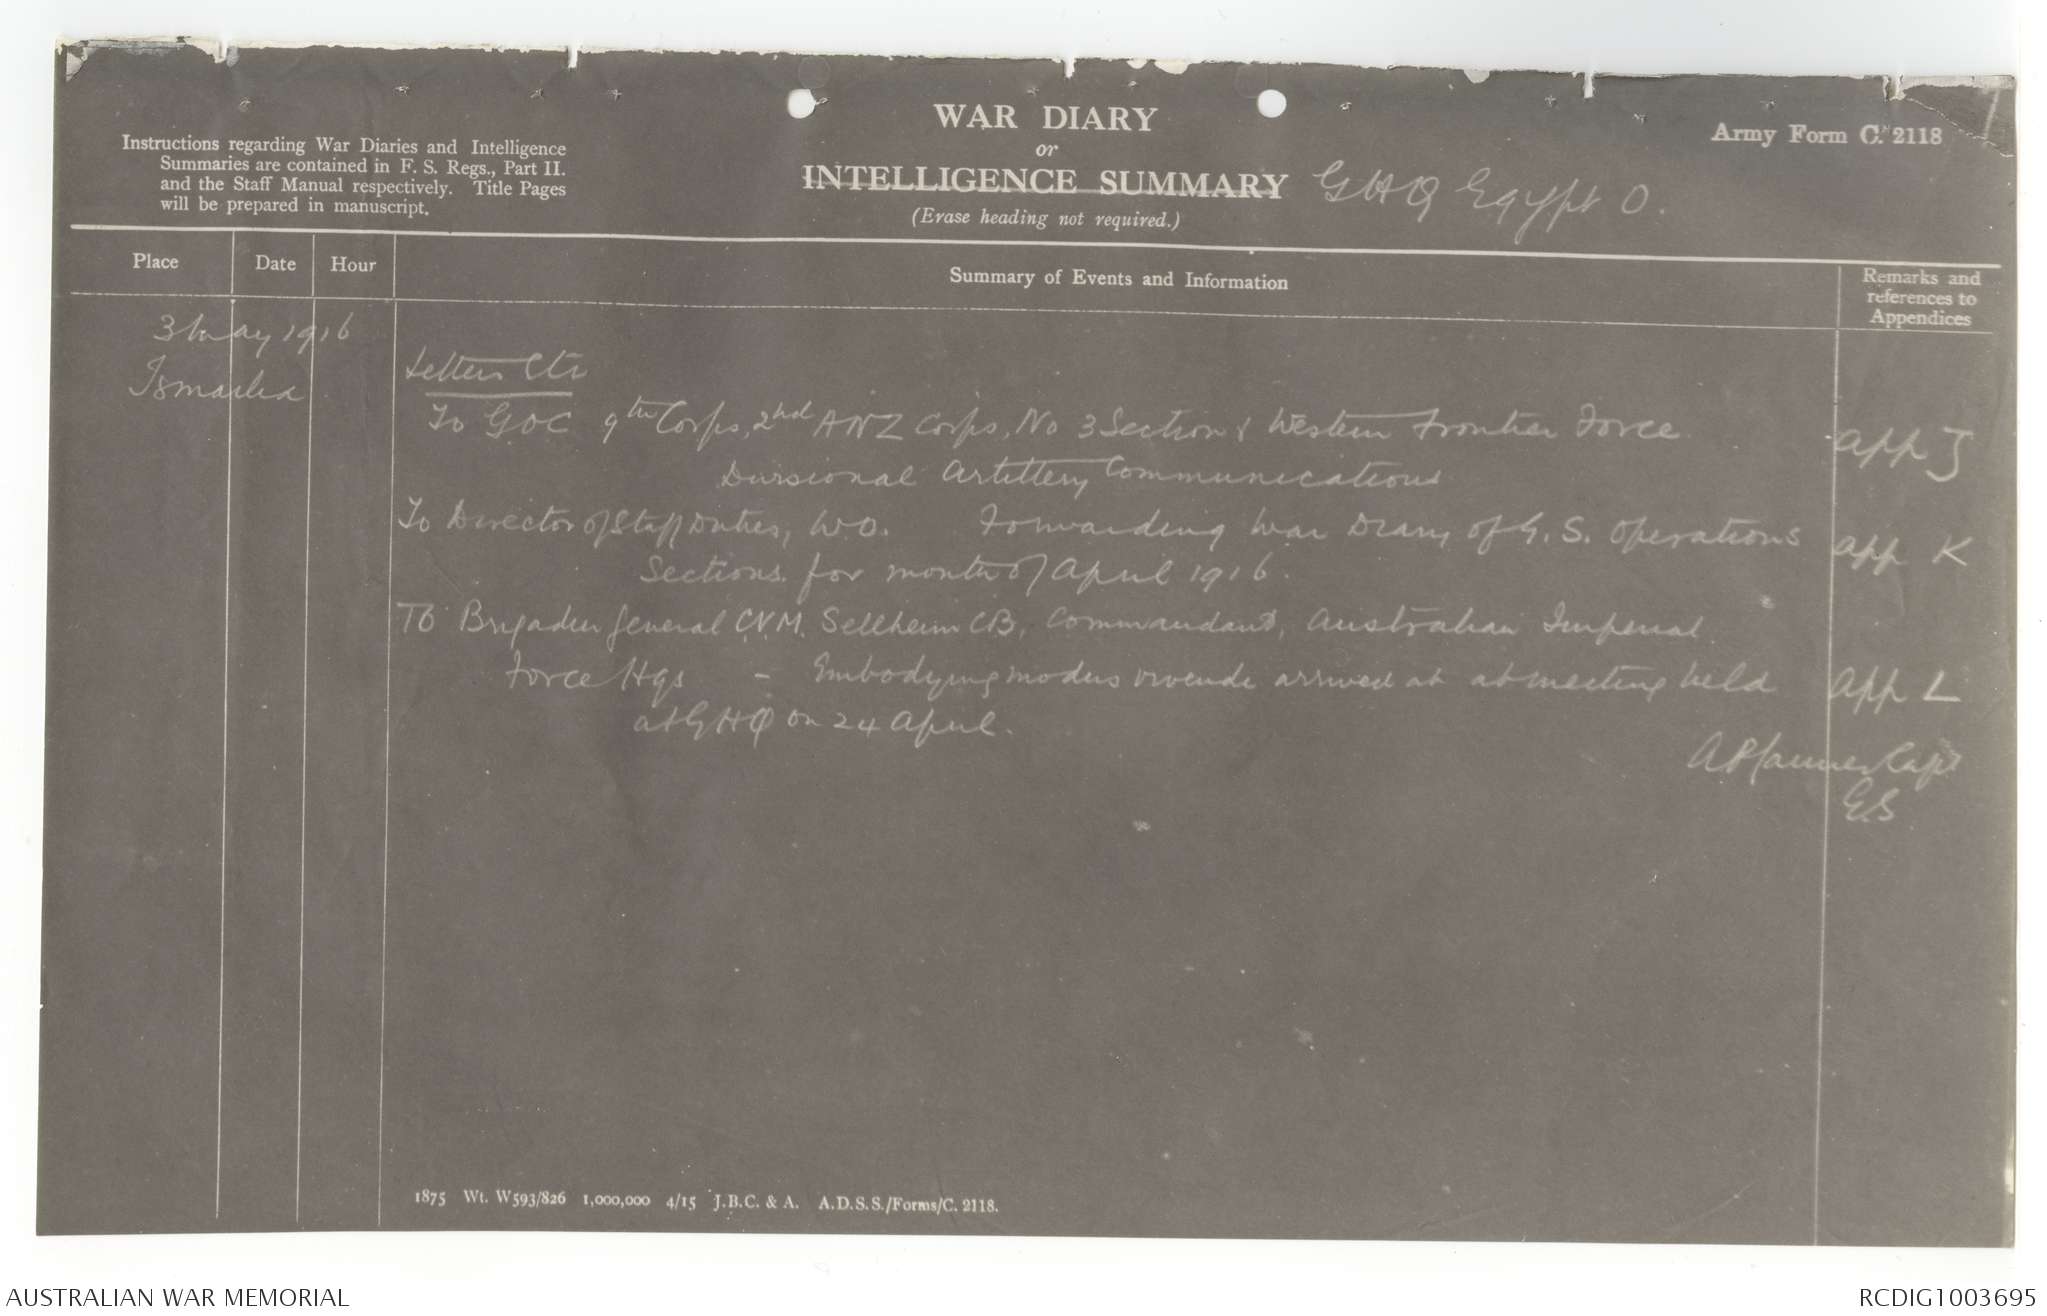 WAR DIARY
or
INTELLIGENCE SUMMARY
(Erase heading not required.)
Instructions regarding War Diaries and Intelligence
Summaries are contained in F. S. Regs., Part II.
and the Staff Manual respectively. Title Pages
will be prepared in manuscript.
Army Form C. 2118
GHQ Egypt O.
Place
Date
Hour
Summary of Events and Information
Remarks and
references to
Appendices
3 May 1916
Ismailia
Letters Etc
To GOC 9th Corps, 2nd ANZ Corps, No 3 Section & Western Frontier Force
Divisional Artillery Communications
app J
To Director of Staff Duties, W.O. Forwarding War Diary of G. S. Operations
Sections for month of April 1916.
app K
To Brigadier General C.V.M. Sellheim CB, Commandant, Australian Imperial
Force Hqs - Embodying modus vivende arrived at at meeting held
at GHQ on 24 April.
app L
Capt
G.S
1875 Wt. W593/826 1,000,000 4/15 J.B.C. & A. A.D.S.S./Forms/C. 2118.
AUSTRALIAN WAR MEMORIAL
RCDIG1003695